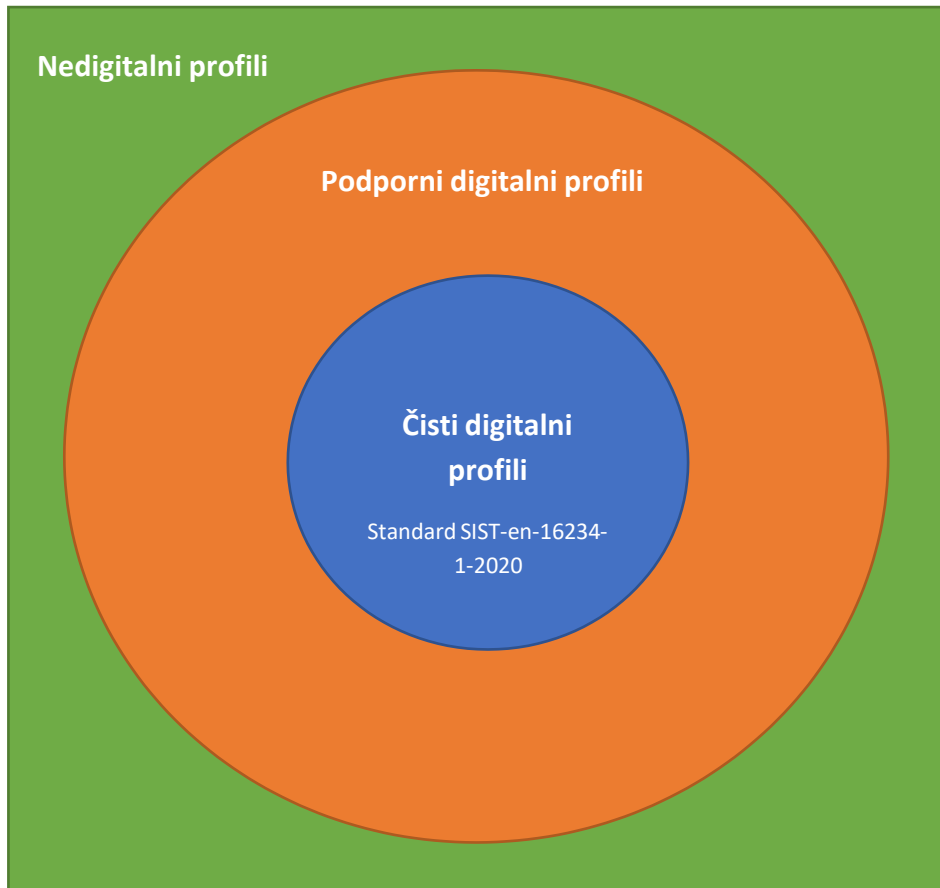 Nedigitalni profili
Podporni digitalni profili
Čisti digitalni
profili
Standard SIST-en-16234-
1-2020